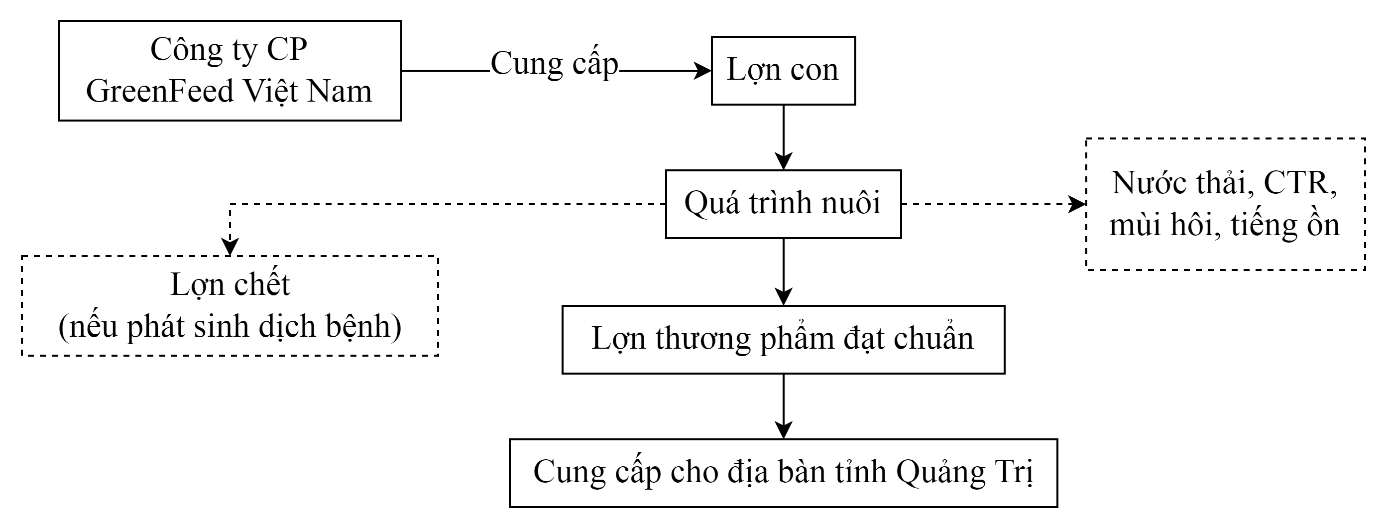 Công ty CP
GreenFeed Việt Nam
Cung cấp
Lợn con
Quá trình nuôi
Nước thải, CTR,
mùi hôi, tiếng ồn
Lợn chết
(nếu phát sinh dịch bệnh)
Lợn thương phẩm đạt chuẩn
Cung cấp cho địa bàn tỉnh Quảng Trị